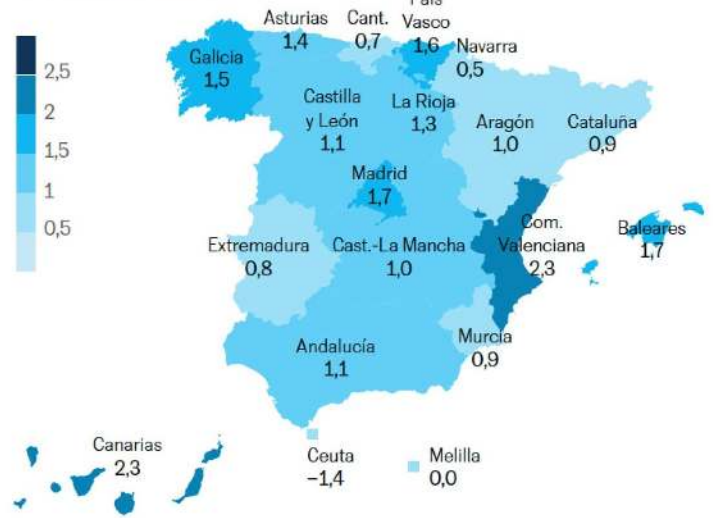 País
Vasco
1,6
Asturias
1,4
Cant.
0,7
Navarra
0,5
Galicia
1,5
2,5
2
1,5
1
0,5
Castilla
y León
1,1
La Rioja
1,3
Aragón
1,0
Cataluña
0,9
Madrid
1,7
Com.
Valenciana
2,3
Baleares
1,7
Extremadura
0,8
Cast.-La Mancha
1,0
Andalucía
1,1
Murcia
0,9
Canarias
2,3
Ceuta
−1,4
Melilla
0,0